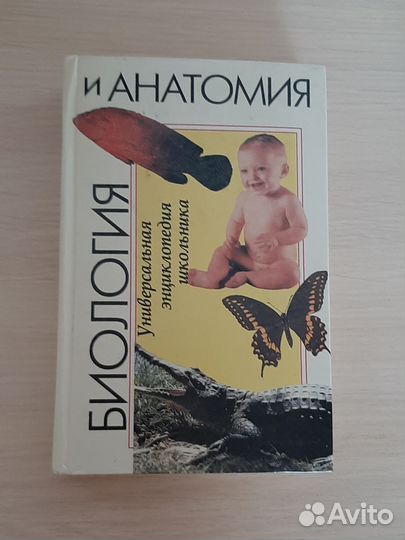 БИОЛОГИЯ
и АНАТОМИЯ
Универсальная
энциклопедия
школьника
Avito